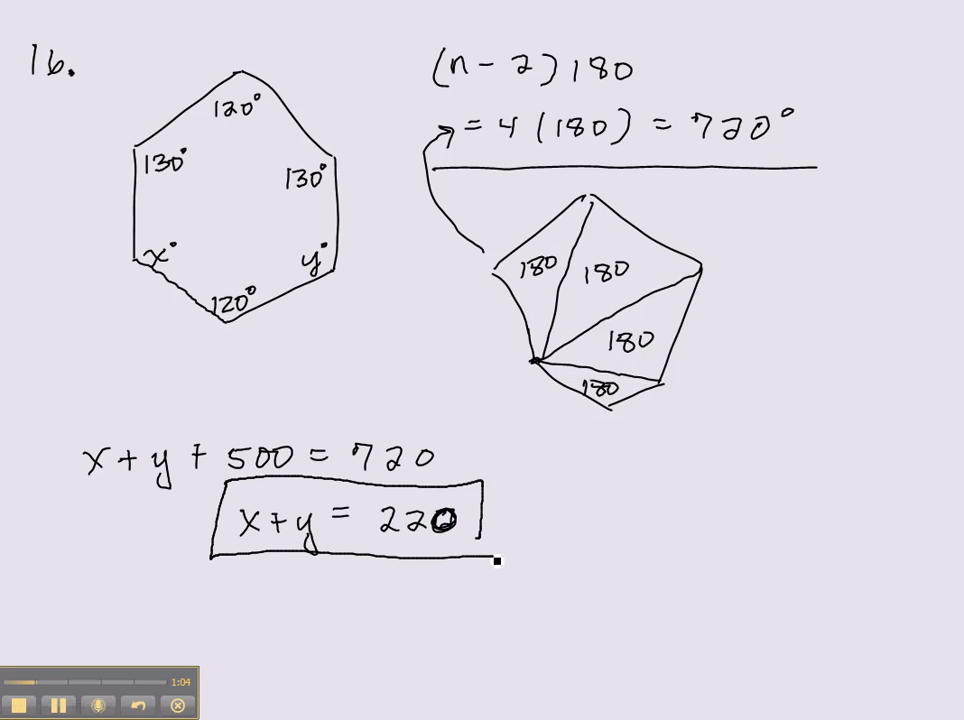 16.
120°
130°
130°
x°
y°
120°
(n - 2) 180
= 4 (180) = 720°
180
180
180
180
x + y + 500 = 720
x + y = 220
1:04